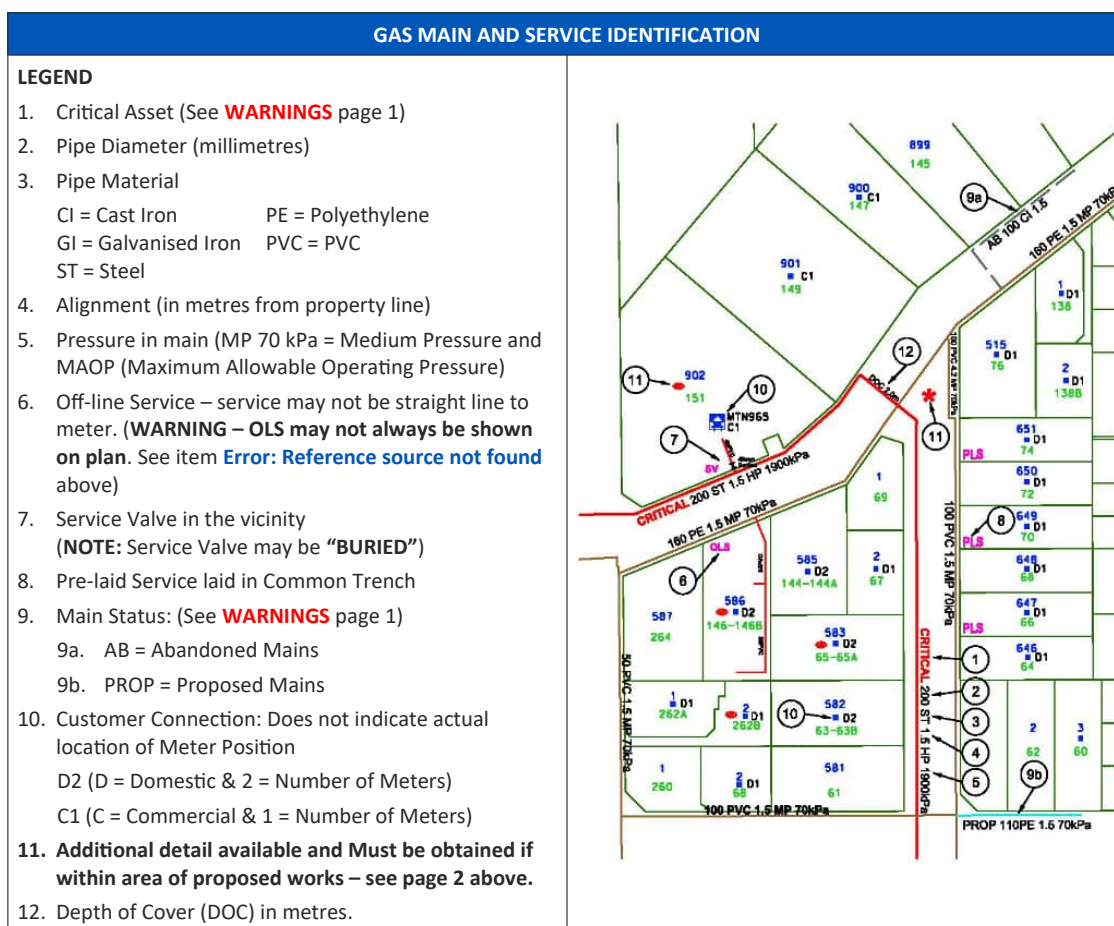 GAS MAIN AND SERVICE IDENTIFICATION
LEGEND
1. Critical Asset (See WARNINGS page 1)
2. Pipe Diameter (millimetres)
3. Pipe Material
CI = Cast Iron PE = Polyethylene
GI = Galvanised Iron PVC = PVC
ST = Steel
4. Alignment (in metres from property line)
5. Pressure in main (MP 70 kPa = Medium Pressure and
MAOP (Maximum Allowable Operating Pressure)
6. Off-line Service – service may not be straight line to
meter. (WARNING – OLS may not always be shown
on plan. See item Error: Reference source not found
above)
7. Service Valve in the vicinity
(NOTE: Service Valve may be “BURIED”)
8. Pre-laid Service laid in Common Trench
9. Main Status: (See WARNINGS page 1)
9a. AB = Abandoned Mains
9b. PROP = Proposed Mains
10. Customer Connection: Does not indicate actual
location of Meter Position
D2 (D = Domestic & 2 = Number of Meters)
C1 (C = Commercial & 1 = Number of Meters)
11. Additional detail available and Must be obtained if
within area of proposed works – see page 2 above.
12. Depth of Cover (DOC) in metres.
899
145
900
C1
147
9a
AB 100 CI 1.5
160 PE 1.5 MP 70kPa
901
C1
149
1
D1
138
515
D1
76
2
D1
138B
100 PVC 4.2 MP 70kPa
12
DOC 2.0m
11
902
151
10
MTN965
C1
7
SV
*
11
CRITICAL 200 ST 1.5 HP 1900kPa
160 PE 1.5 MP 70kPa
651
D1
74
PLS
650
D1
72
8
649
D1
70
PLS
648
D1
68
647
D1
66
PLS
646
D1
64
1
69
585
D2
144-144A
2
D1
67
OLS
6
587
264
586
D2
146-146B
583
D2
65-65A
100 PVC 1.5 MP 70kPa
50 PVC 1.5 MP 70kPa
1
D1
262A
2
D1
262B
10
582
D2
63-63B
CRITICAL 200 ST 1.5 HP 1900kPa
1
2
3
4
5
1
260
2
D1
68
581
61
2
62
3
60
9b
100 PVC 1.5 MP 70kPa
PROP 110PE 1.5 70kPa